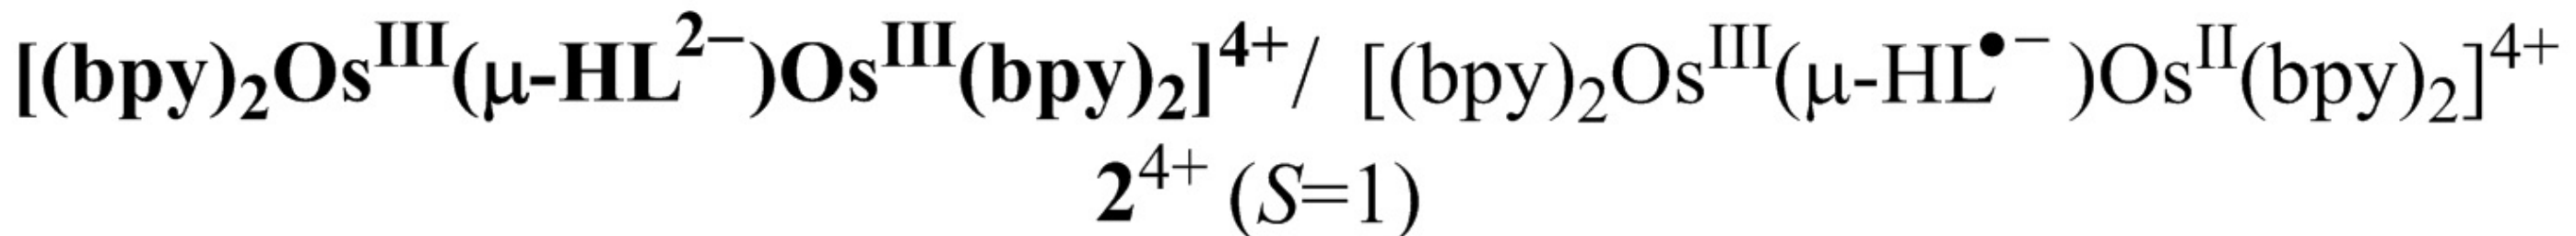 [(bpy)₂Osᴵᴵᴵ(μ-HL²⁻)Osᴵᴵᴵ(bpy)₂]⁴⁺/ [(bpy)₂Osᴵᴵᴵ(μ-HL•⁻)Osᴵᴵ(bpy)₂]⁴⁺
2⁴⁺ (S=1)